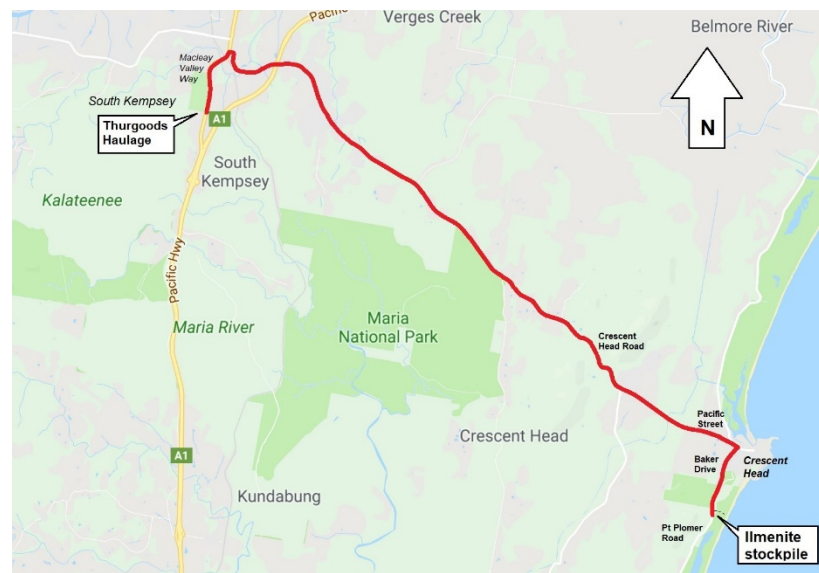 Verges Creek
Pacific
Belmore River
Macleay
Valley
Way
South Kempsey
Thurgoods
Haulage
A1
N
South
Kempsey
Kalateenee
Pacific Hwy
Maria River
Maria
National Park
Crescent
Head Road
Pacific
Street
Crescent Head
Baker
Drive
Crescent
Head
A1
Kundabung
Pt Plomer
Road
Ilmenite
stockpile